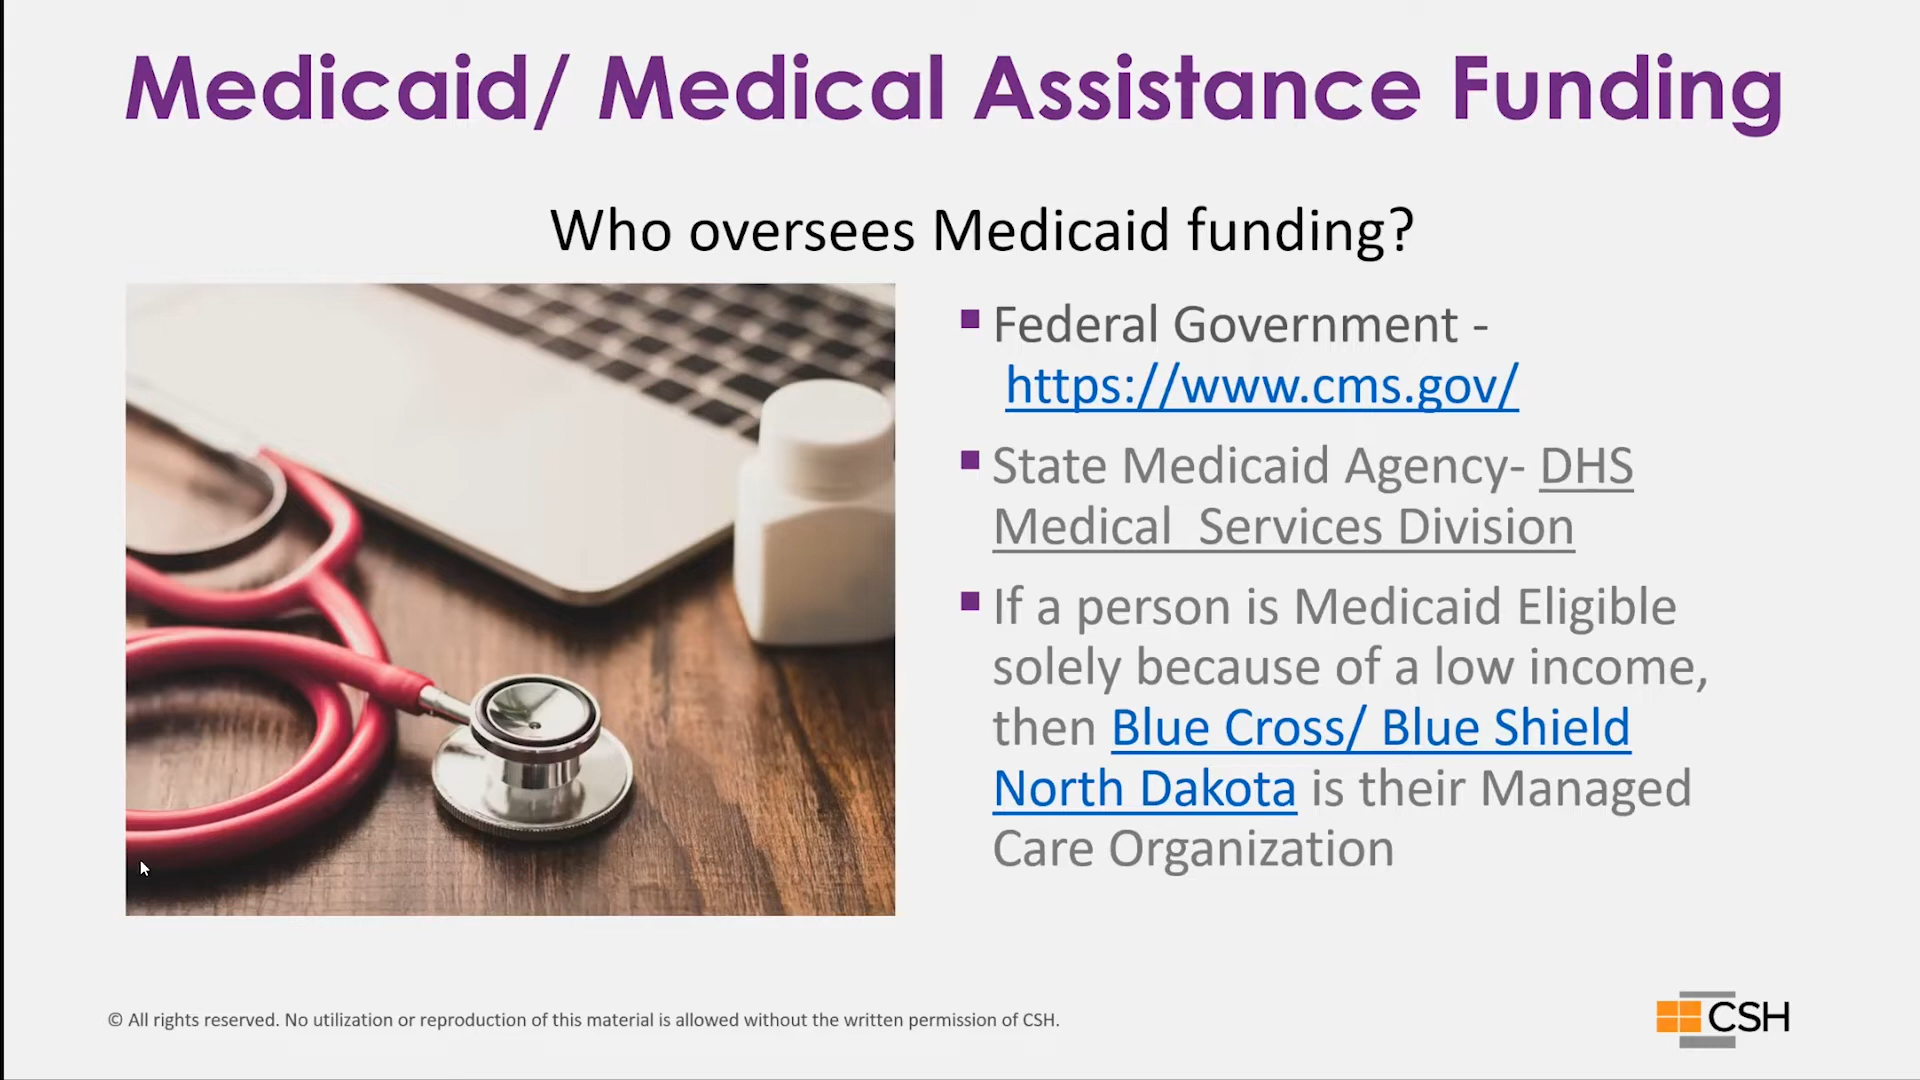 Medicaid/ Medical Assistance Funding
Who oversees Medicaid funding?
Federal Government -
https://www.cms.gov/
State Medicaid Agency- DHS
Medical  Services Division
If a person is Medicaid Eligible
solely because of a low income,
then Blue Cross/ Blue Shield
North Dakota is their Managed
Care Organization
© All rights reserved. No utilization or reproduction of this material is allowed without the written permission of CSH.
CSH